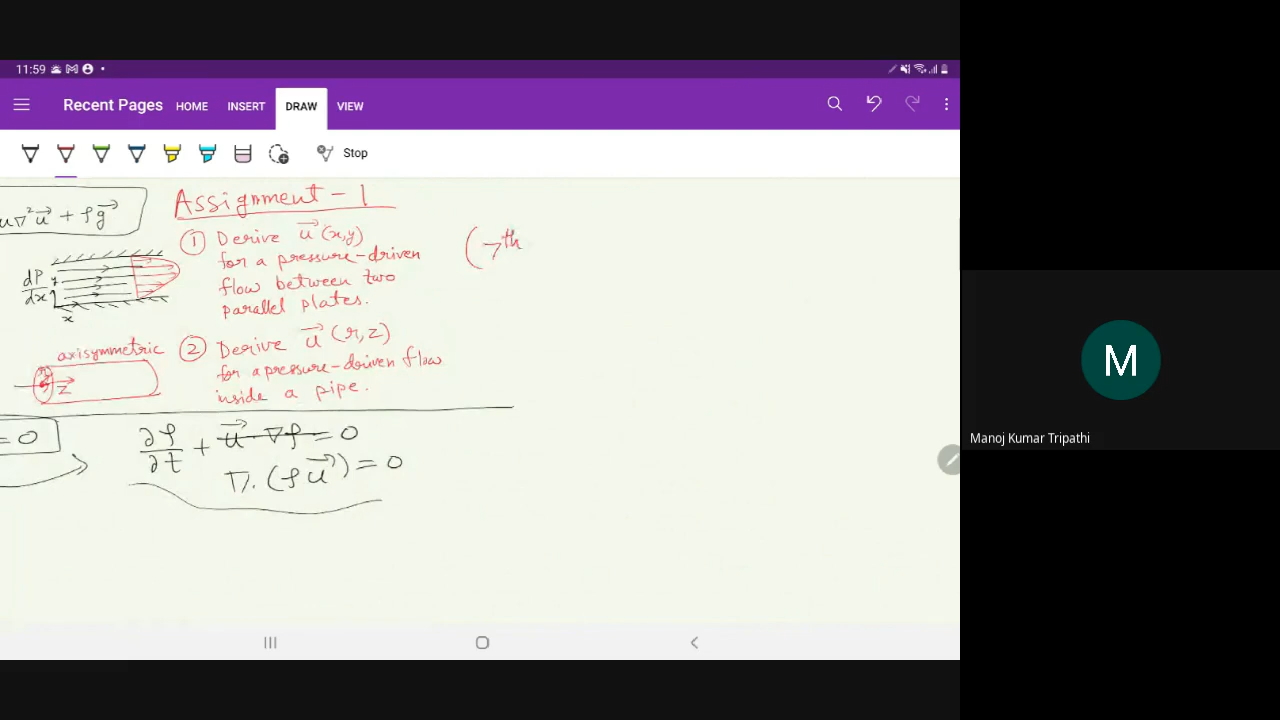 11:59
Recent Pages HOME INSERT DRAW VIEW
Stop
Assignment - 1
μ∇²u⃗ + ρg⃗
① Derive u⃗ (x,y)
for a pressure-driven
flow between two
parallel plates.
(7th
dP/dx
y
x
axisymmetric
② Derive u⃗ (r,z)
for a pressure-driven flow
inside a pipe.
r
z
= 0
∂ρ/∂t + u⃗ · ∇ρ = 0
∇. (ρu⃗) = 0
M
Manoj Kumar Tripathi